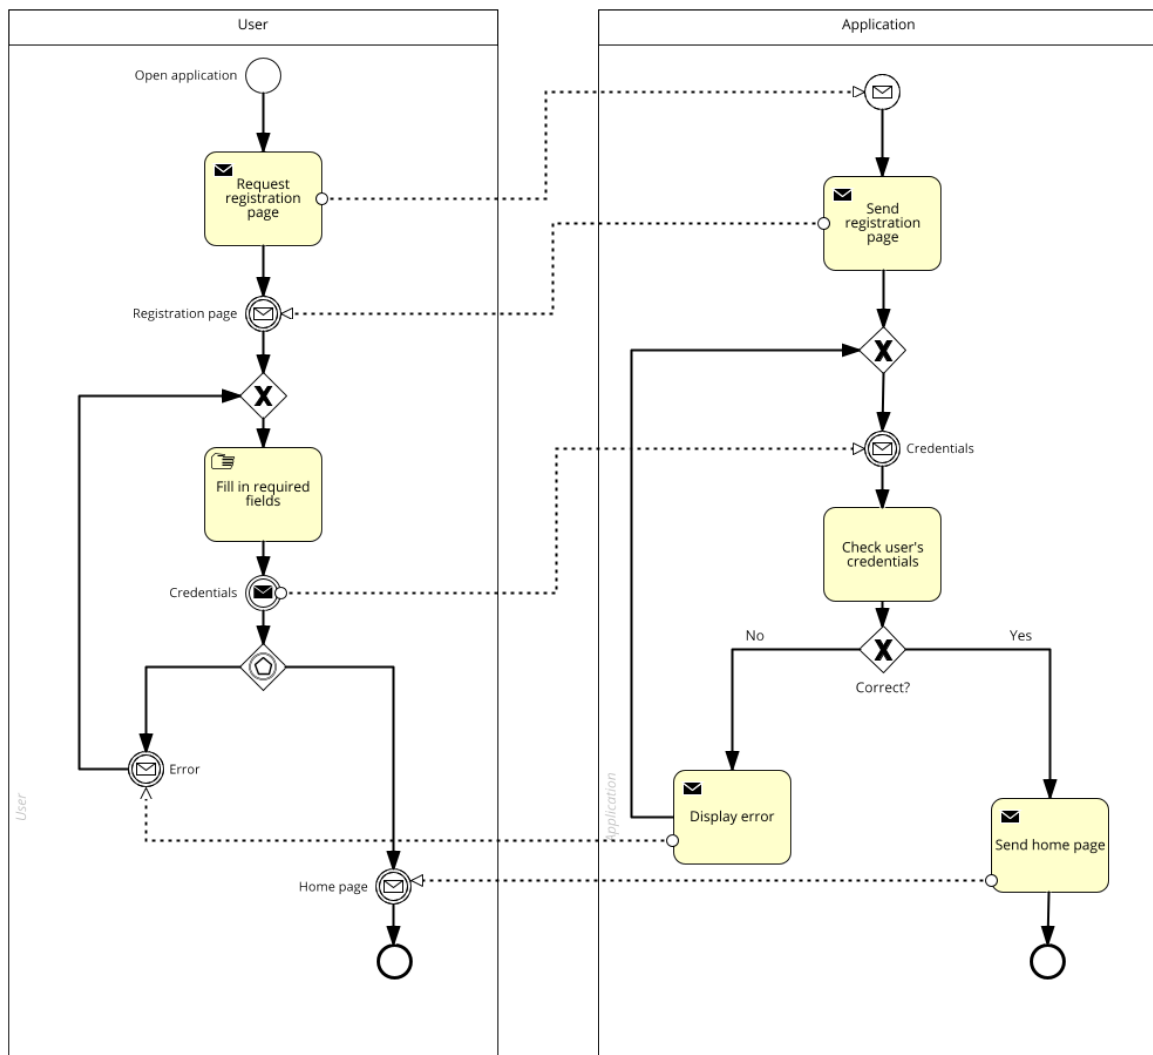 User
Application
Open application
Request
registration
page
Send
registration
page
Registration page
Credentials
Fill in required
fields
Check user's
credentials
Credentials
No
Yes
Correct?
Error
User
Application
Display error
Send home page
Home page